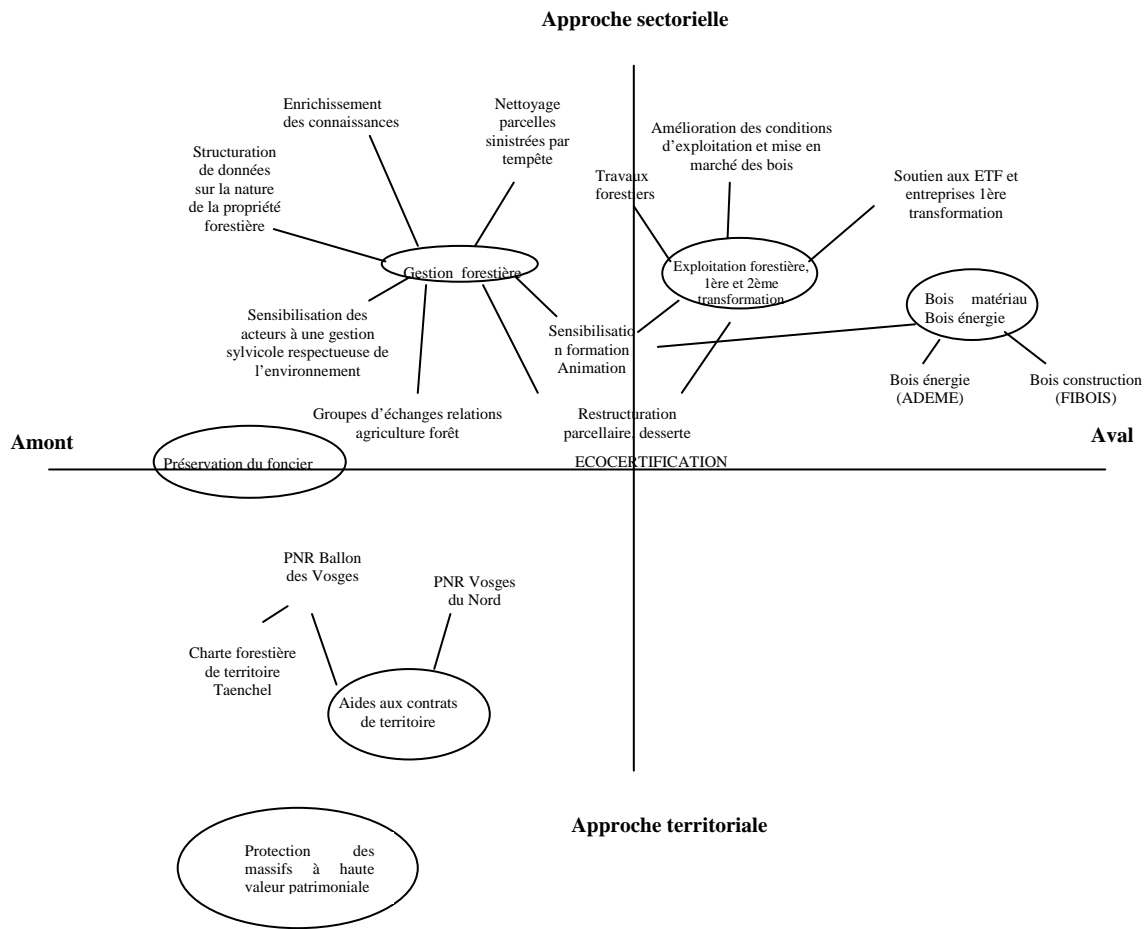 Approche sectorielle
Enrichissement
des connaissances
Nettoyage
parcelles
sinistrées par
tempête
Structuration
de données
sur la nature
de la propriété
forestière
Travaux
forestiers
Amélioration des conditions
d'exploitation et mise en
marché des bois
Soutien aux ETF et
entreprises 1ère
transformation
Gestion forestière
Exploitation forestière,
1ère et 2ème
transformation
Bois matériau
Bois énergie
Sensibilisation des
acteurs à une gestion
sylvicole respectueuse de
l'environnement
Sensibilisatio
n formation
Animation
Bois énergie
(ADEME)
Bois construction
(FIBOIS)
Groupes d'échanges relations
agriculture forêt
Restructuration
parcellaire, desserte
Amont
Aval
Préservation du foncier
ECOCERTIFICATION
PNR Ballon
des Vosges
PNR Vosges
du Nord
Charte forestière
de territoire
Taenchel
Aides aux contrats
de territoire
Approche territoriale
Protection des
massifs à haute
valeur patrimoniale